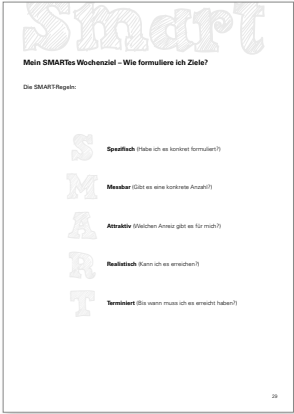 Smart
Mein SMARTes Wochenziel – Wie formuliere ich Ziele?
Die SMART-Regeln:
S Spezifisch (Habe ich es konkret formuliert?)
M Messbar (Gibt es eine konkrete Anzahl?)
A Attraktiv (Welchen Anreiz gibt es für mich?)
R Realistisch (Kann ich es erreichen?)
T Terminiert (Bis wann muss ich es erreicht haben?)
29